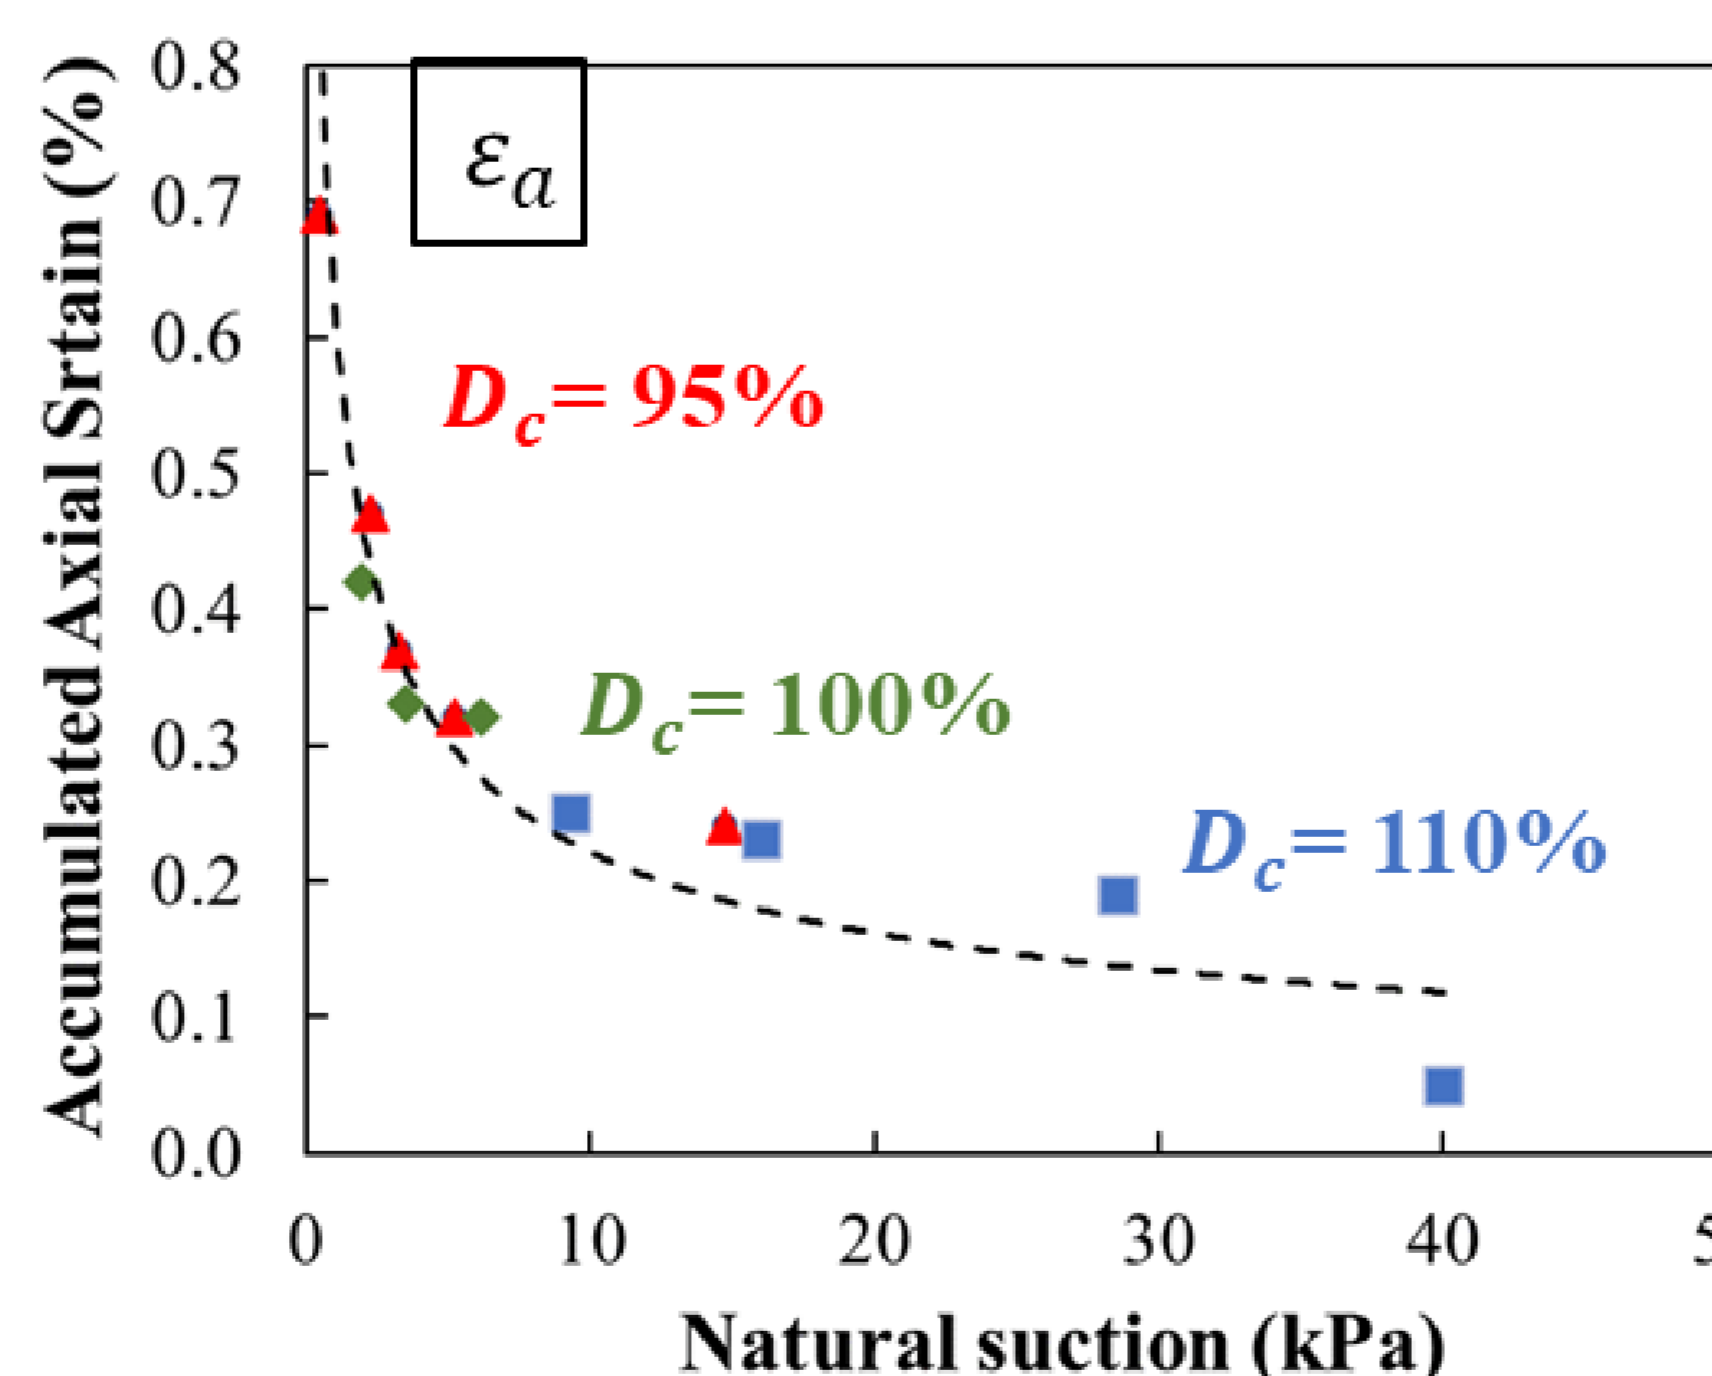 Accumulated Axial Srtain (%)
0.8
0.7
0.6
0.5
0.4
0.3
0.2
0.1
0.0
εa
Dc= 95%
Dc= 100%
Dc= 110%
0 10 20 30 40 5
Natural suction (kPa)